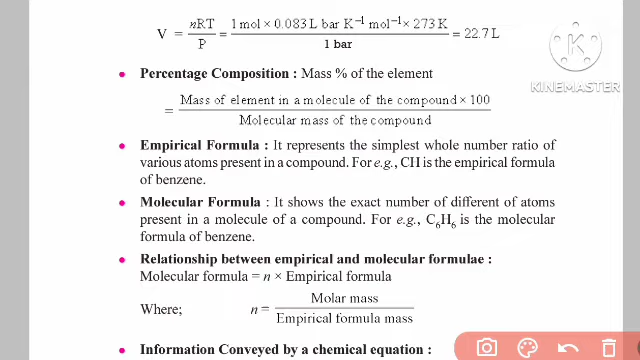 V = nRT / P = 1 mol × 0.083 L bar K⁻¹ mol⁻¹ × 273 K / 1 bar = 22.7 L
K
KINEMASTER
• Percentage Composition : Mass % of the element
= Mass of element in a molecule of the compound × 100 / Molecular mass of the compound
• Empirical Formula : It represents the simplest whole number ratio of
various atoms present in a compound. For e.g., CH is the empirical formula
of benzene.
• Molecular Formula : It shows the exact number of different of atoms
present in a molecule of a compound. For e.g., C₆H₆ is the molecular
formula of benzene.
• Relationship between empirical and molecular formulae :
Molecular formula = n × Empirical formula
Where; n = Molar mass / Empirical formula mass
• Information Conveyed by a chemical equation :